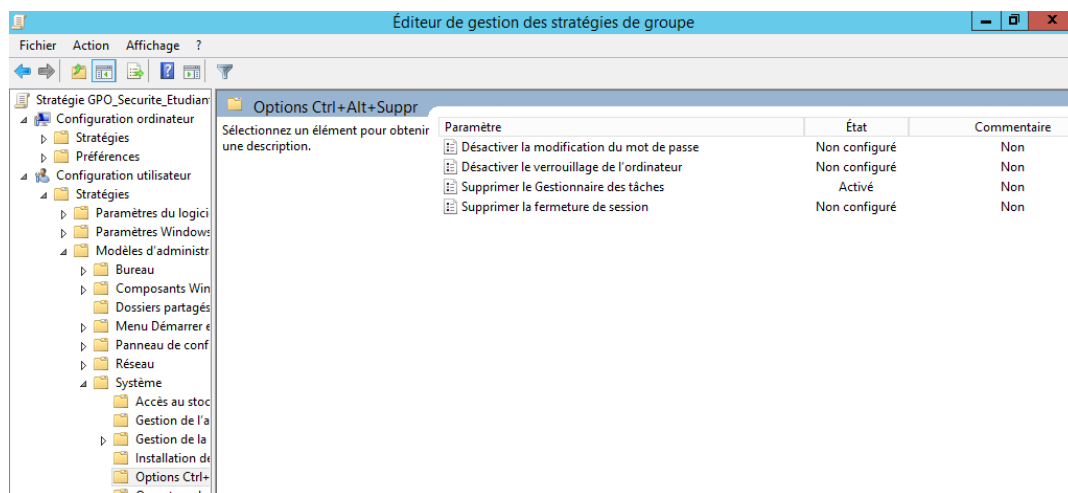 Éditeur de gestion des stratégies de groupe
Fichier Action Affichage ?
Stratégie GPO_Securite_Etudian
Configuration ordinateur
Stratégies
Préférences
Configuration utilisateur
Stratégies
Paramètres du logici
Paramètres Windows
Modèles d'administr
Bureau
Composants Win
Dossiers partagés
Menu Démarrer e
Panneau de conf
Réseau
Système
Accès au stoc
Gestion de l'a
Gestion de la
Installation de
Options Ctrl+
Options Ctrl+Alt+Suppr
Sélectionnez un élément pour obtenir
une description.
Paramètre État Commentaire
Désactiver la modification du mot de passe Non configuré Non
Désactiver le verrouillage de l'ordinateur Non configuré Non
Supprimer le Gestionnaire des tâches Activé Non
Supprimer la fermeture de session Non configuré Non